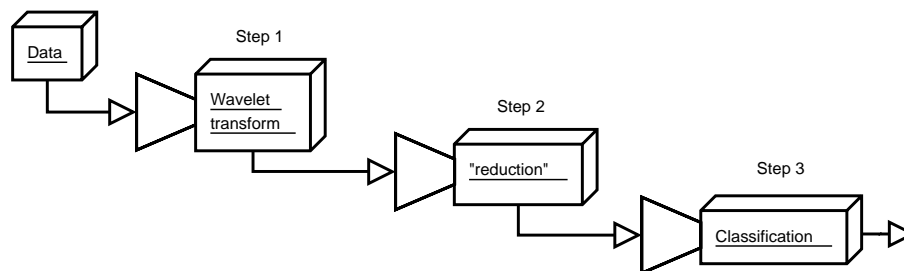 Step 1
Data
Wavelet
transform
Step 2
"reduction"
Step 3
Classification